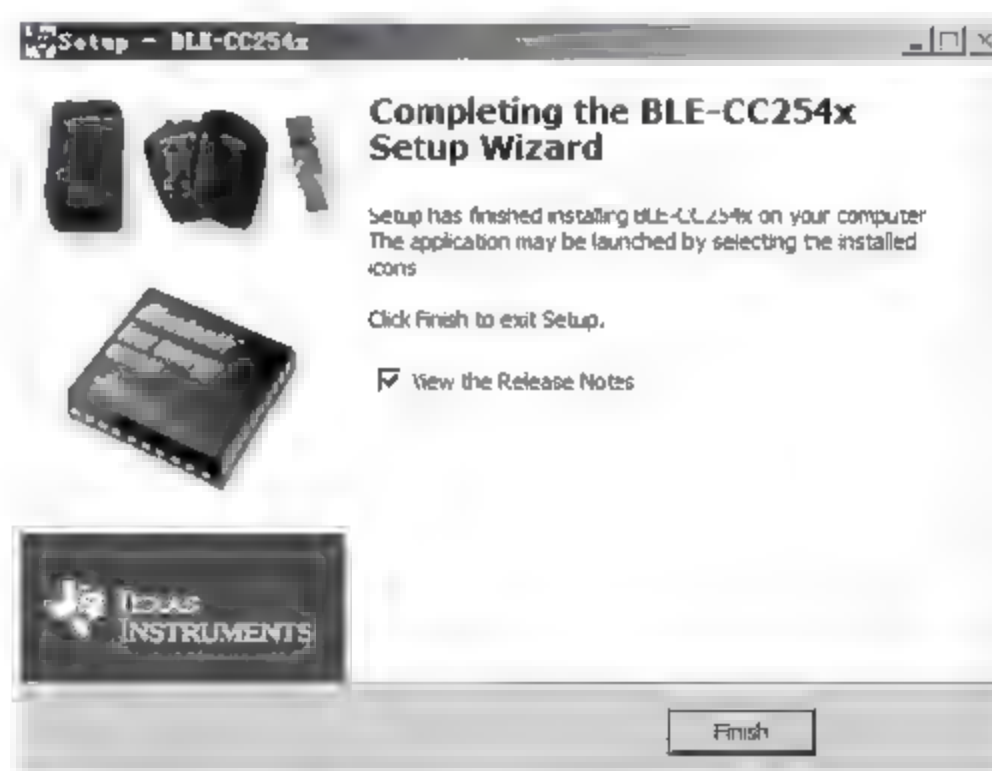 Setup - BLE-CC254x
Completing the BLE-CC254x
Setup Wizard
Setup has finished installing BLE-CC254x on your computer
The application may be launched by selecting the installed
icons
Click Finish to exit Setup.
View the Release Notes
TEXAS
INSTRUMENTS
Finish